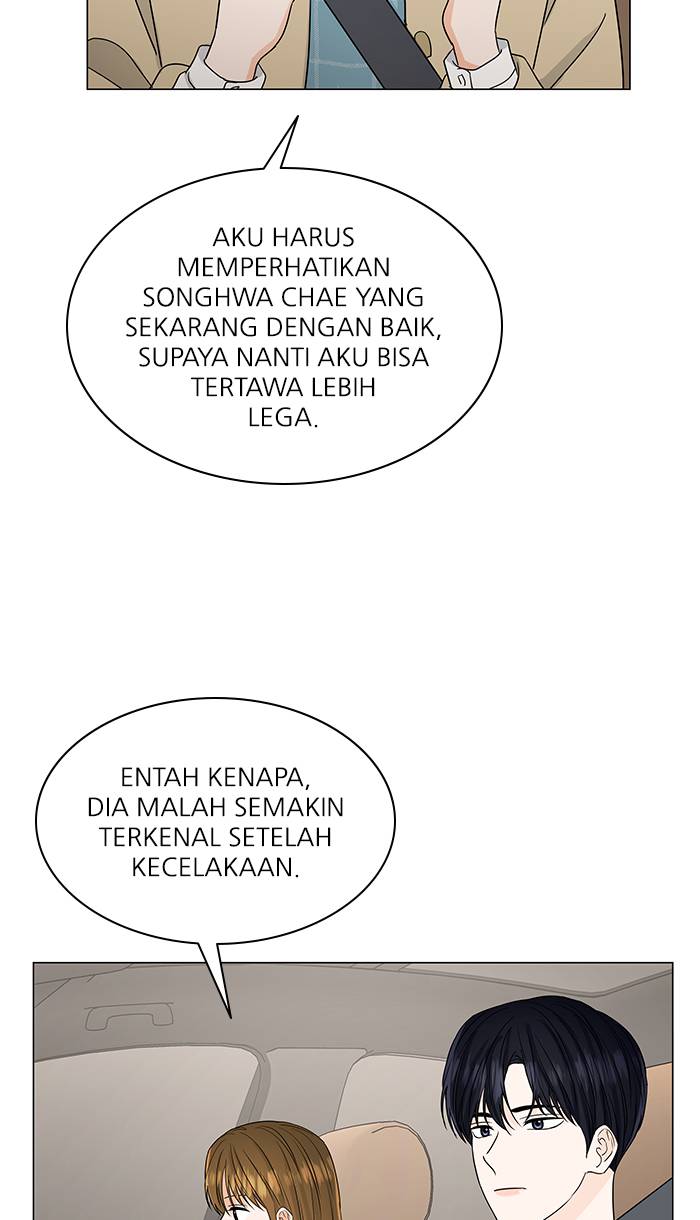 AKU HARUS
MEMPERHATIKAN
SONGHWA CHAE YANG
SEKARANG DENGAN BAIK,
SUPAYA NANTI AKU BISA
TERTAWA LEBIH
LEGA.
ENTAH KENAPA,
DIA MALAH SEMAKIN
TERKENAL SETELAH
KECELAKAAN.